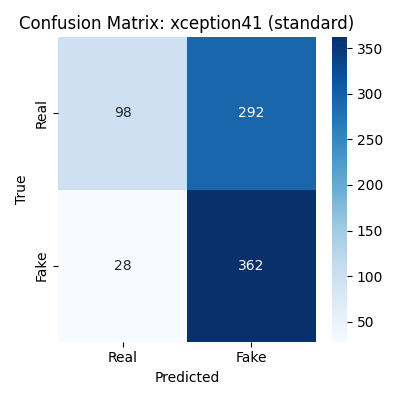 Confusion Matrix: xception41 (standard)
350
Real
98
292
300
250
True
200
150
Fake
28
362
100
50
Real
Fake
Predicted